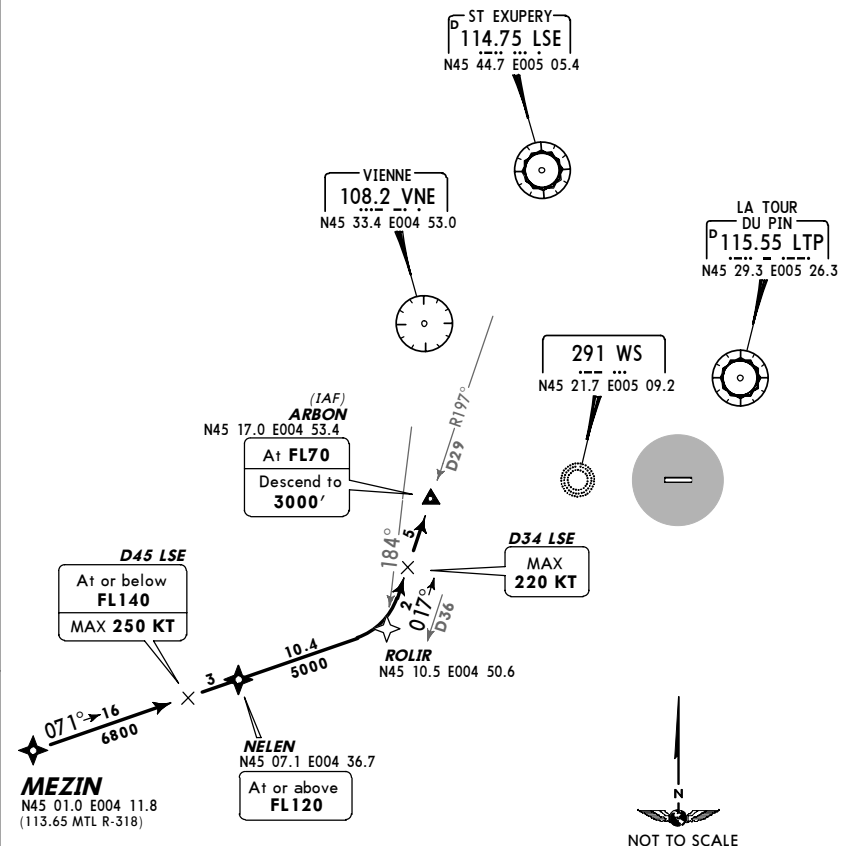 ST EXUPERY
D
114.75 LSE
N45 44.7 E005 05.4
VIENNE
108.2 VNE
N45 33.4 E004 53.0
LA TOUR
DU PIN
D
115.55 LTP
N45 29.3 E005 26.3
291 WS
N45 21.7 E005 09.2
R197°
D29
(IAF)
ARBON
N45 17.0 E004 53.4
At FL70
Descend to
3000'
184°
5
D34 LSE
MAX
220 KT
D45 LSE
At or below
FL140
MAX 250 KT
2
017°
D36
ROLIR
N45 10.5 E004 50.6
10.4
5000
3
071°
16
6800
NELEN
N45 07.1 E004 36.7
At or above
FL120
MEZIN
N45 01.0 E004 11.8
(113.65 MTL R-318)
N
NOT TO SCALE